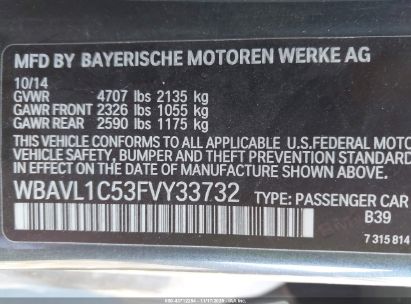 MFD BY BAYERISCHE MOTOREN WERKE AG
10/14
GVWR 4707 lbs 2135 kg
GAWR FRONT 2326 lbs 1055 kg
GAWR REAR 2590 lbs 1175 kg
THIS VEHICLE CONFORMS TO ALL APPLICABLE U.S.FEDERAL MOTO
VEHICLE SAFETY, BUMPER AND THEFT PREVENTION STANDARDS
IN EFFECT ON THE DATE OF MANUFACTURE SHOWN ABOVE.
WBAVL1C53FVY33732 TYPE: PASSENGER CAR
B39
7 315 814